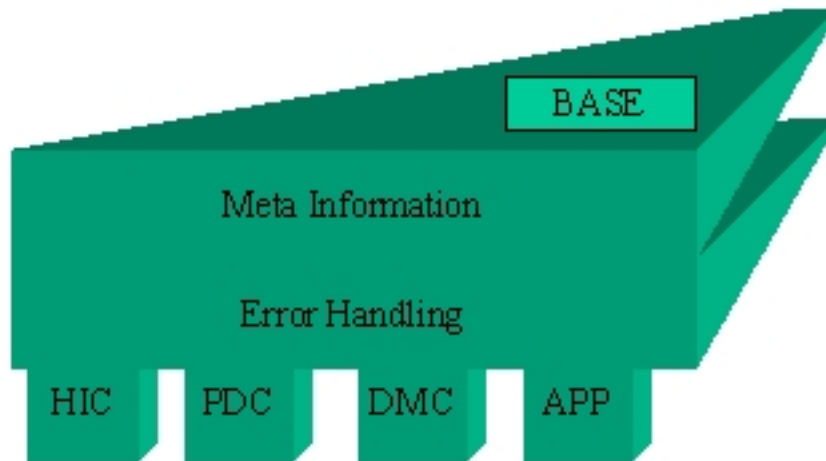 BASE
Meta Information
Error Handling
HIC PDC DMC APP